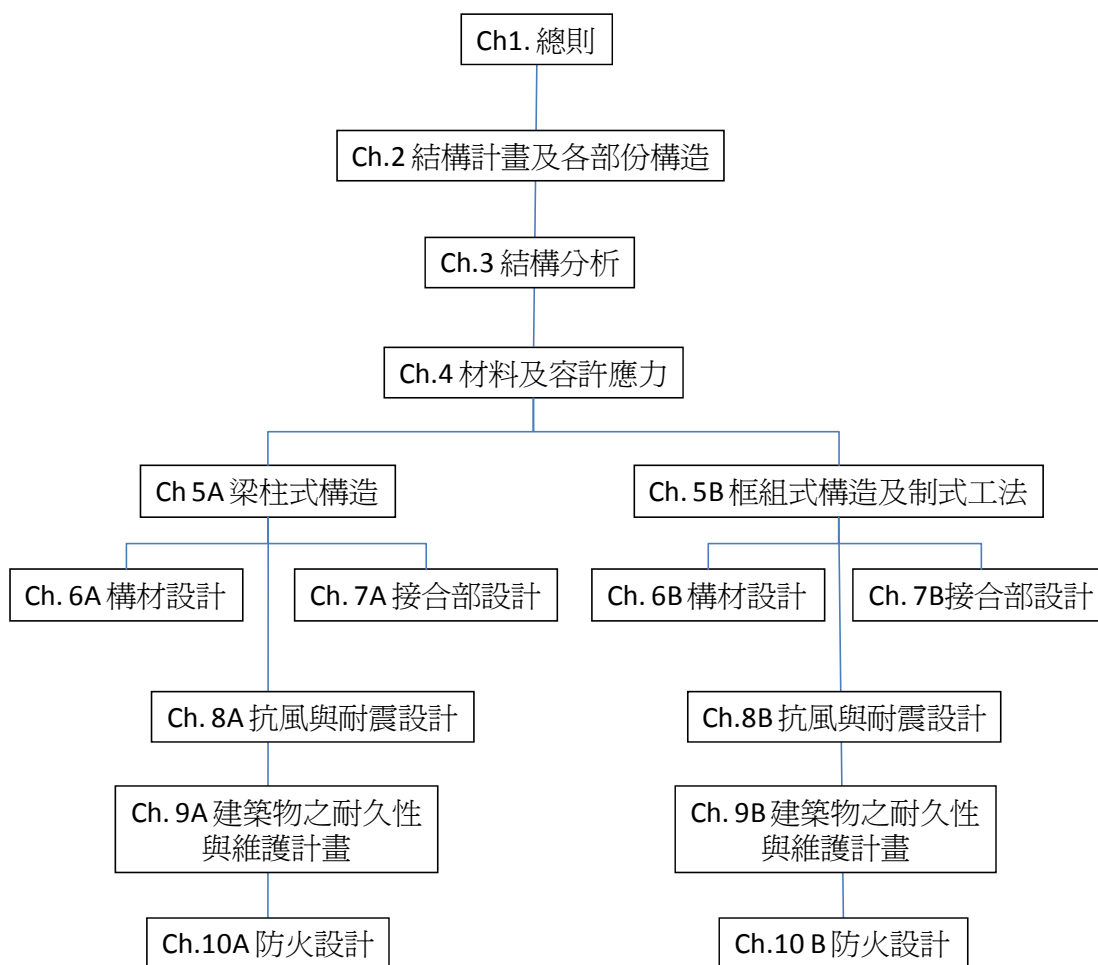 Ch1. 總則
Ch.2 結構計畫及各部份構造
Ch.3 結構分析
Ch.4 材料及容許應力
Ch 5A 梁柱式構造
Ch. 5B 框組式構造及制式工法
Ch. 6A 構材設計
Ch. 7A 接合部設計
Ch. 6B 構材設計
Ch. 7B接合部設計
Ch. 8A 抗風與耐震設計
Ch.8B 抗風與耐震設計
Ch. 9A 建築物之耐久性
與維護計畫
Ch. 9B 建築物之耐久性
與維護計畫
Ch.10A 防火設計
Ch.10 B 防火設計